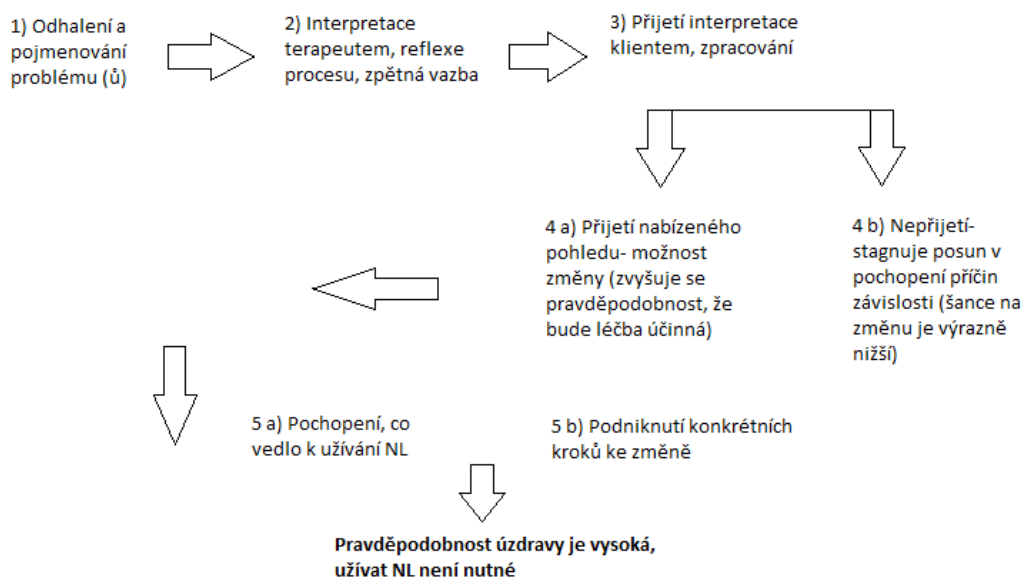 1) Odhalení a
pojmenování
problému (ů)
2) Interpretace
terapeutem, reflexe
procesu, zpětná vazba
3) Přijetí interpretace
klientem, zpracování
4 a) Přijetí nabízeného
pohledu- možnost
změny (zvyšuje se
pravděpodobnost, že
bude léčba účinná)
4 b) Nepřijetí-
stagnuje posun v
pochopení příčin
závislosti (šance na
změnu je výrazně
nižší)
5 a) Pochopení, co
vedlo k užívání NL
5 b) Podniknutí konkrétních
kroků ke změně
Pravděpodobnost úzdravy je vysoká,
užívat NL není nutné